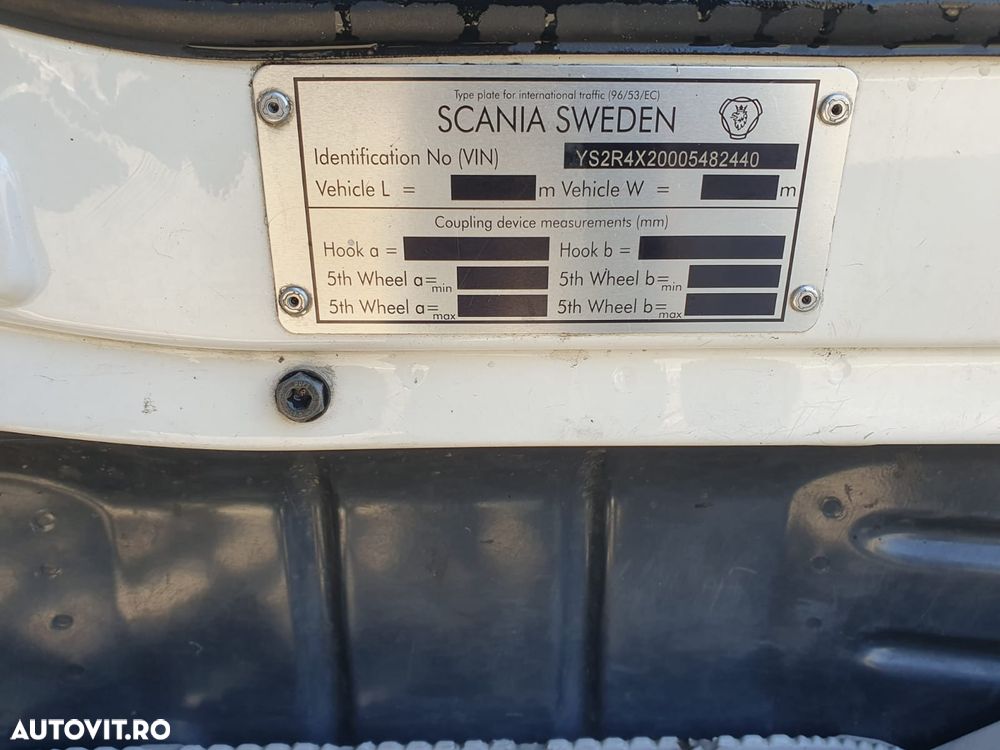 Type plate for international traffic (96/53/EC)
SCANIA SWEDEN
Identification No (VIN) YS2R4X20005482440
Vehicle L = m Vehicle W = m
Coupling device measurements (mm)
Hook a = Hook b =
5th Wheel a=min 5th Wheel b=min
5th Wheel a=max 5th Wheel b=max
AUTOVIT.RO